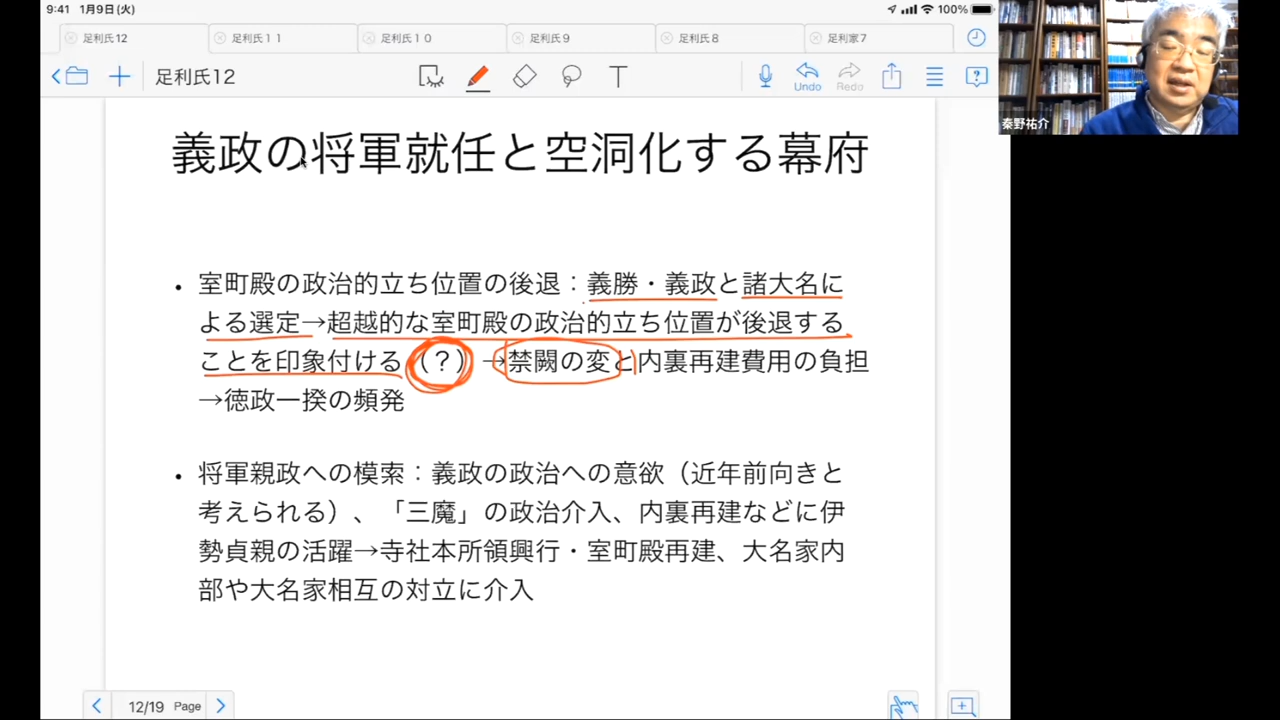 9:41 1月9日(火)
100%
足利氏12
足利氏１１
足利氏１０
足利氏９
足利氏８
足利家7
足利氏12
T
Undo
Redo
秦野祐介
義政の将軍就任と空洞化する幕府
・室町殿の政治的立ち位置の後退：義勝・義政と諸大名に
よる選定→超越的な室町殿の政治的立ち位置が後退する
ことを印象付ける（？）→禁闕の変と内裏再建費用の負担
→徳政一揆の頻発
・将軍親政への模索：義政の政治への意欲（近年前向きと
考えられる）、「三魔」の政治介入、内裏再建などに伊
勢貞親の活躍→寺社本所領興行・室町殿再建、大名家内
部や大名家相互の対立に介入
12/19 Page